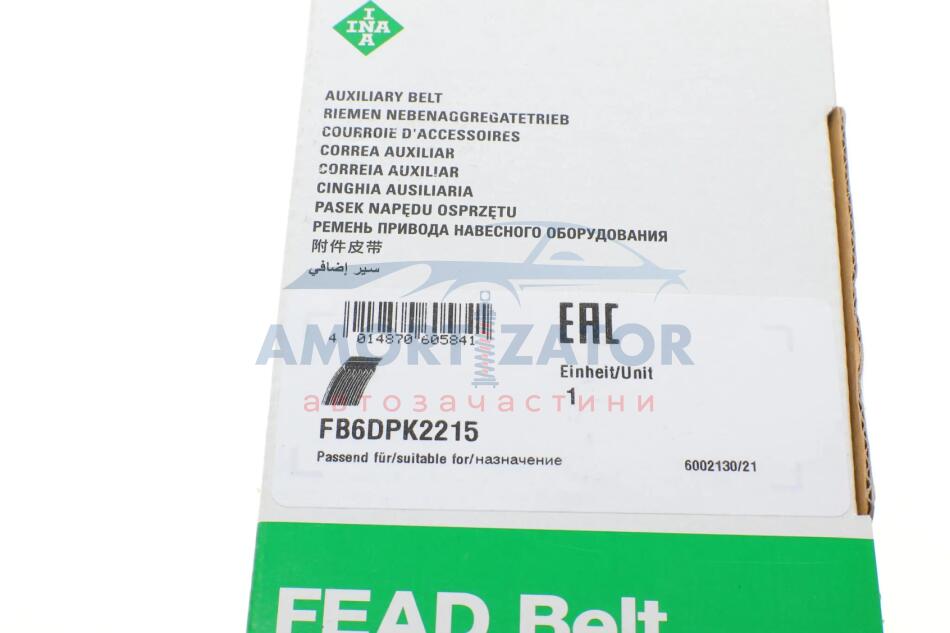 INA
INA
AUXILIARY BELT
RIEMEN NEBENAGGREGATETRIEB
COURROIE D'ACCESSOIRES
CORREA AUXILIAR
CORREIA AUXILIAR
CINGHIA AUSILIARIA
PASEK NAPĘDU OSPRZĘTU
РЕМЕНЬ ПРИВОДА НАВЕСНОГО ОБОРУДОВАНИЯ
附件皮带
سير إضافي
4 014870 605841
EAC
AMORTIZATOR
автозачастини
Einheit/Unit
1
FB6DPK2215
Passend für/suitable for/назначение
6002130/21
FEAD Belt